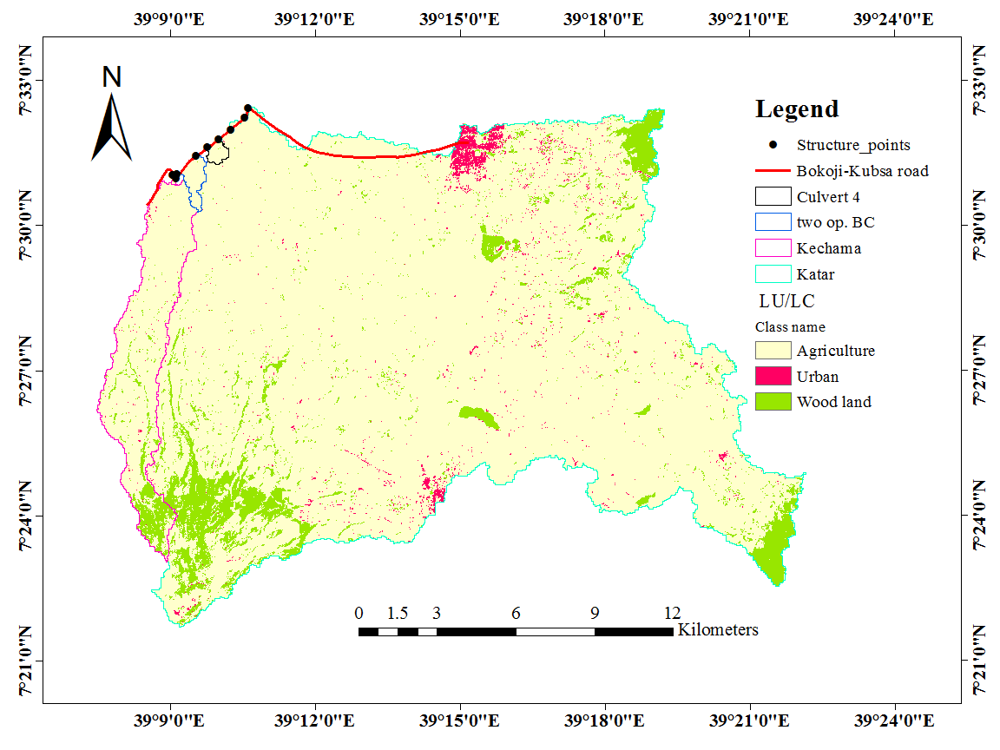 39°9'0"E 39°12'0"E 39°15'0"E 39°18'0"E 39°21'0"E 39°24'0"E
7°33'0"N
7°30'0"N
7°27'0"N
7°24'0"N
7°21'0"N
N
Legend
Structure_points
Bokoji-Kubsa road
Culvert 4
two op. BC
Kechama
Katar
LU/LC
Class name
Agriculture
Urban
Wood land
0 1.5 3 6 9 12
Kilometers
7°33'0"N
7°30'0"N
7°27'0"N
7°24'0"N
7°21'0"N
39°9'0"E 39°12'0"E 39°15'0"E 39°18'0"E 39°21'0"E 39°24'0"E